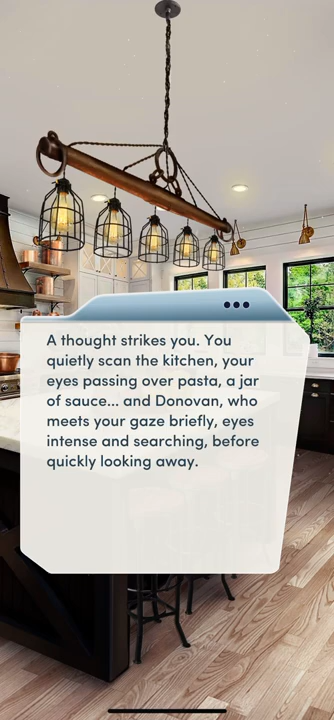 A thought strikes you. You
quietly scan the kitchen, your
eyes passing over pasta, a jar
of sauce... and Donovan, who
meets your gaze briefly, eyes
intense and searching, before
quickly looking away.